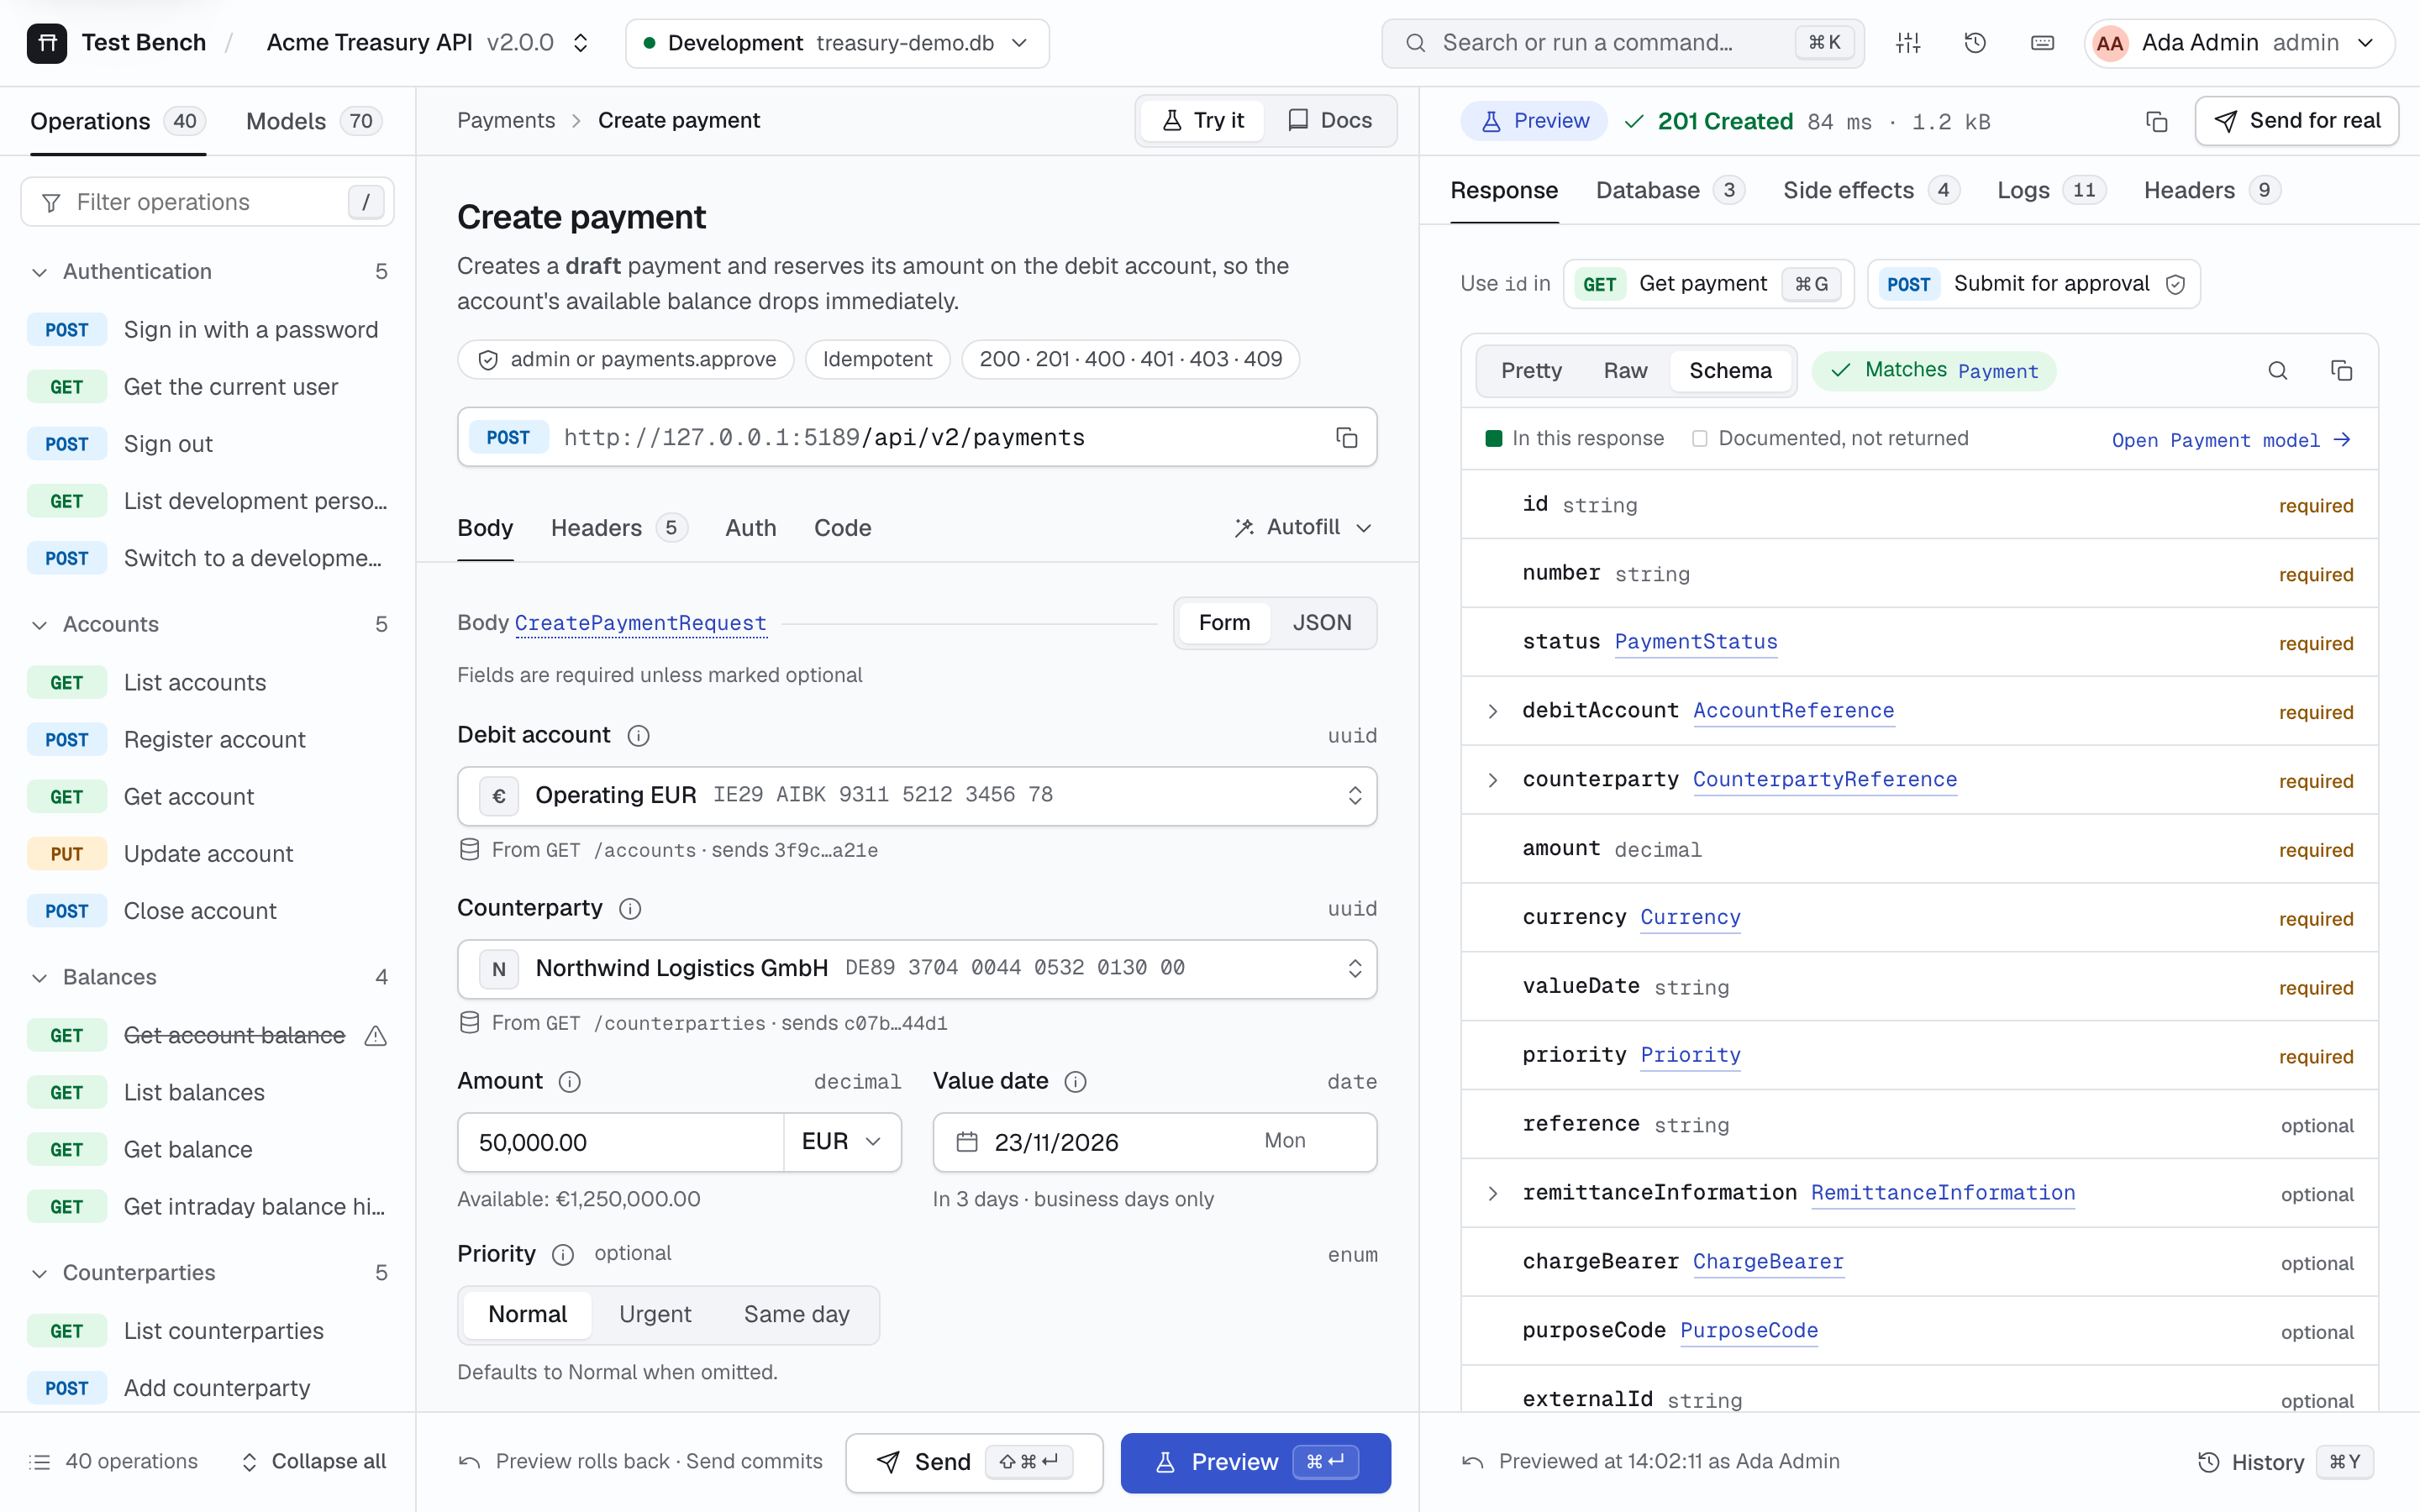 Test Bench / Acme Treasury API v2.0.0 Development treasury-demo.db Search or run a command... ⌘K AA Ada Admin admin
Operations 40 Models 70
Filter operations /
Authentication 5
POST Sign in with a password
GET Get the current user
POST Sign out
GET List development perso...
POST Switch to a developme...
Accounts 5
GET List accounts
POST Register account
GET Get account
PUT Update account
POST Close account
Balances 4
GET Get account balance
GET List balances
GET Get balance
GET Get intraday balance hi...
Counterparties 5
GET List counterparties
POST Add counterparty
40 operations Collapse all
Payments > Create payment Try it Docs
Create payment
Creates a draft payment and reserves its amount on the debit account, so the
account's available balance drops immediately.
admin or payments.approve Idempotent 200 · 201 · 400 · 401 · 403 · 409
POST http://127.0.0.1:5189/api/v2/payments
Body Headers 5 Auth Code Autofill
Body CreatePaymentRequest Form JSON
Fields are required unless marked optional
Debit account uuid
€ Operating EUR IE29 AIBK 9311 5212 3456 78
From GET /accounts · sends 3f9c…a21e
Counterparty uuid
N Northwind Logistics GmbH DE89 3704 0044 0532 0130 00
From GET /counterparties · sends c07b…44d1
Amount decimal Value date date
50,000.00 EUR 23/11/2026 Mon
Available: €1,250,000.00 In 3 days · business days only
Priority optional enum
Normal Urgent Same day
Defaults to Normal when omitted.
Preview rolls back · Send commits Send ⇧⌘↵ Preview ⌘↵
Preview 201 Created 84 ms · 1.2 kB Send for real
Response Database 3 Side effects 4 Logs 11 Headers 9
Use id in GET Get payment ⌘G POST Submit for approval
Pretty Raw Schema Matches Payment
In this response Documented, not returned Open Payment model →
id string required
number string required
status PaymentStatus required
debitAccount AccountReference required
counterparty CounterpartyReference required
amount decimal required
currency Currency required
valueDate string required
priority Priority required
reference string optional
remittanceInformation RemittanceInformation optional
chargeBearer ChargeBearer optional
purposeCode PurposeCode optional
externalId string optional
Previewed at 14:02:11 as Ada Admin History ⌘Y